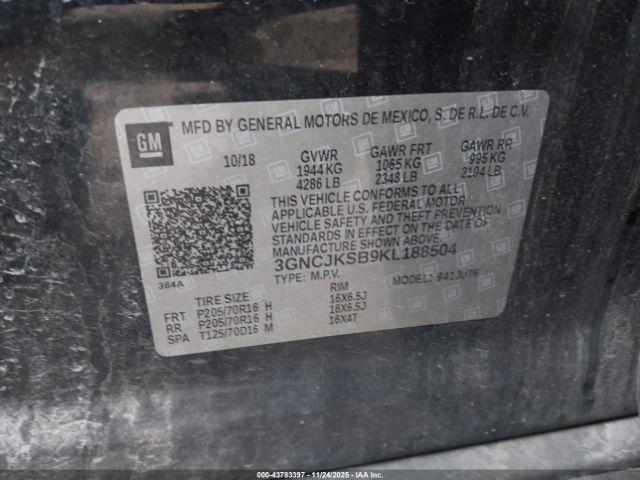 GM
MFD BY GENERAL MOTORS DE MEXICO, S. DE R.L. DE C.V.
10/18 GVWR GAWR FRT GAWR RR
1944 KG 1065 KG 995 KG
4286 LB 2348 LB 2194 LB
THIS VEHICLE CONFORMS TO ALL
APPLICABLE U.S. FEDERAL MOTOR
VEHICLE SAFETY AND THEFT PREVENTION
STANDARDS IN EFFECT ON THE DATE OF
MANUFACTURE SHOWN ABOVE.
3GNCJKSB9KL188504
384A TYPE: M.P.V. MODEL: 941JU76
TIRE SIZE RIM
FRT P205/70R16 H 16X6.5J
RR P205/70R16 H 16X6.5J
SPA T125/70D16 M 16X4T
© Owner: 43783397 - 11/24/2025 - IAA, Inc.